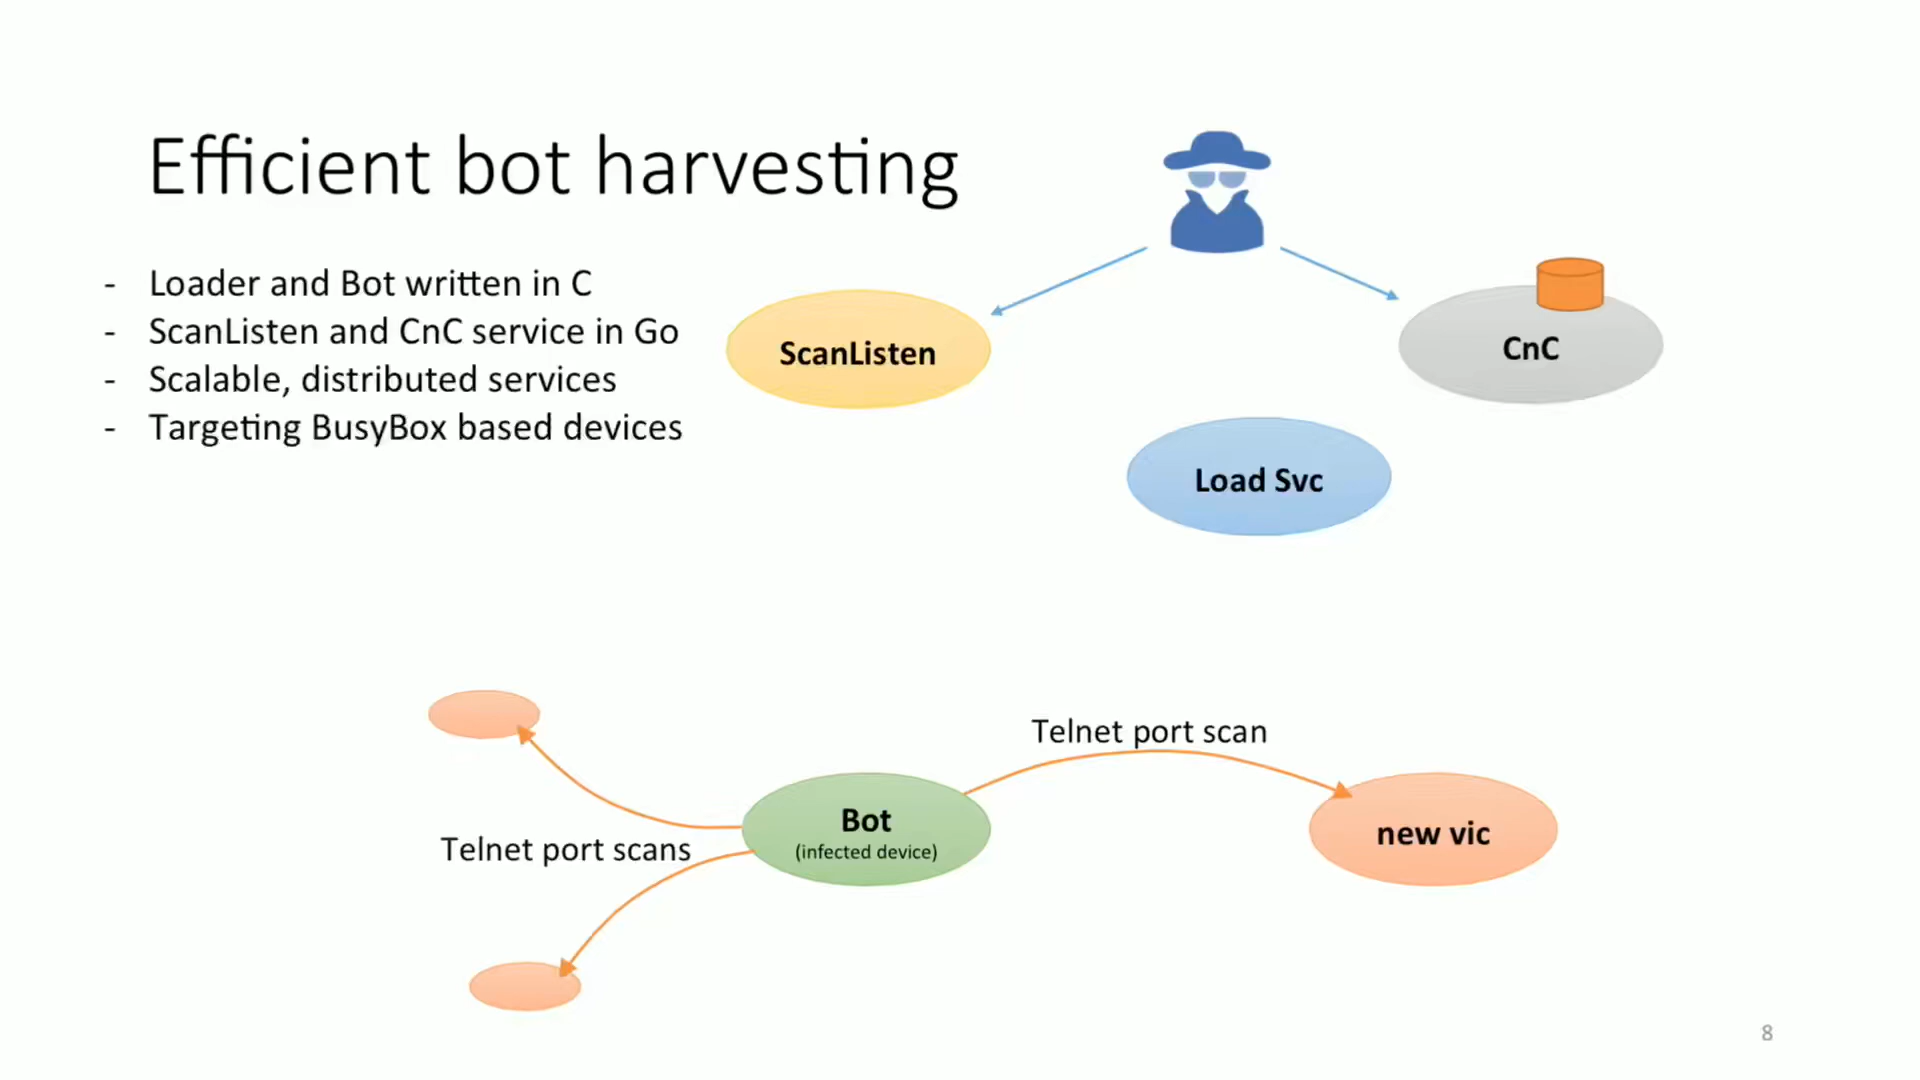 Efficient bot harvesting
- Loader and Bot written in C
- ScanListen and CnC service in Go
- Scalable, distributed services
- Targeting BusyBox based devices
ScanListen
CnC
Load Svc
Telnet port scan
Bot
(infected device)
new vic
Telnet port scans
8